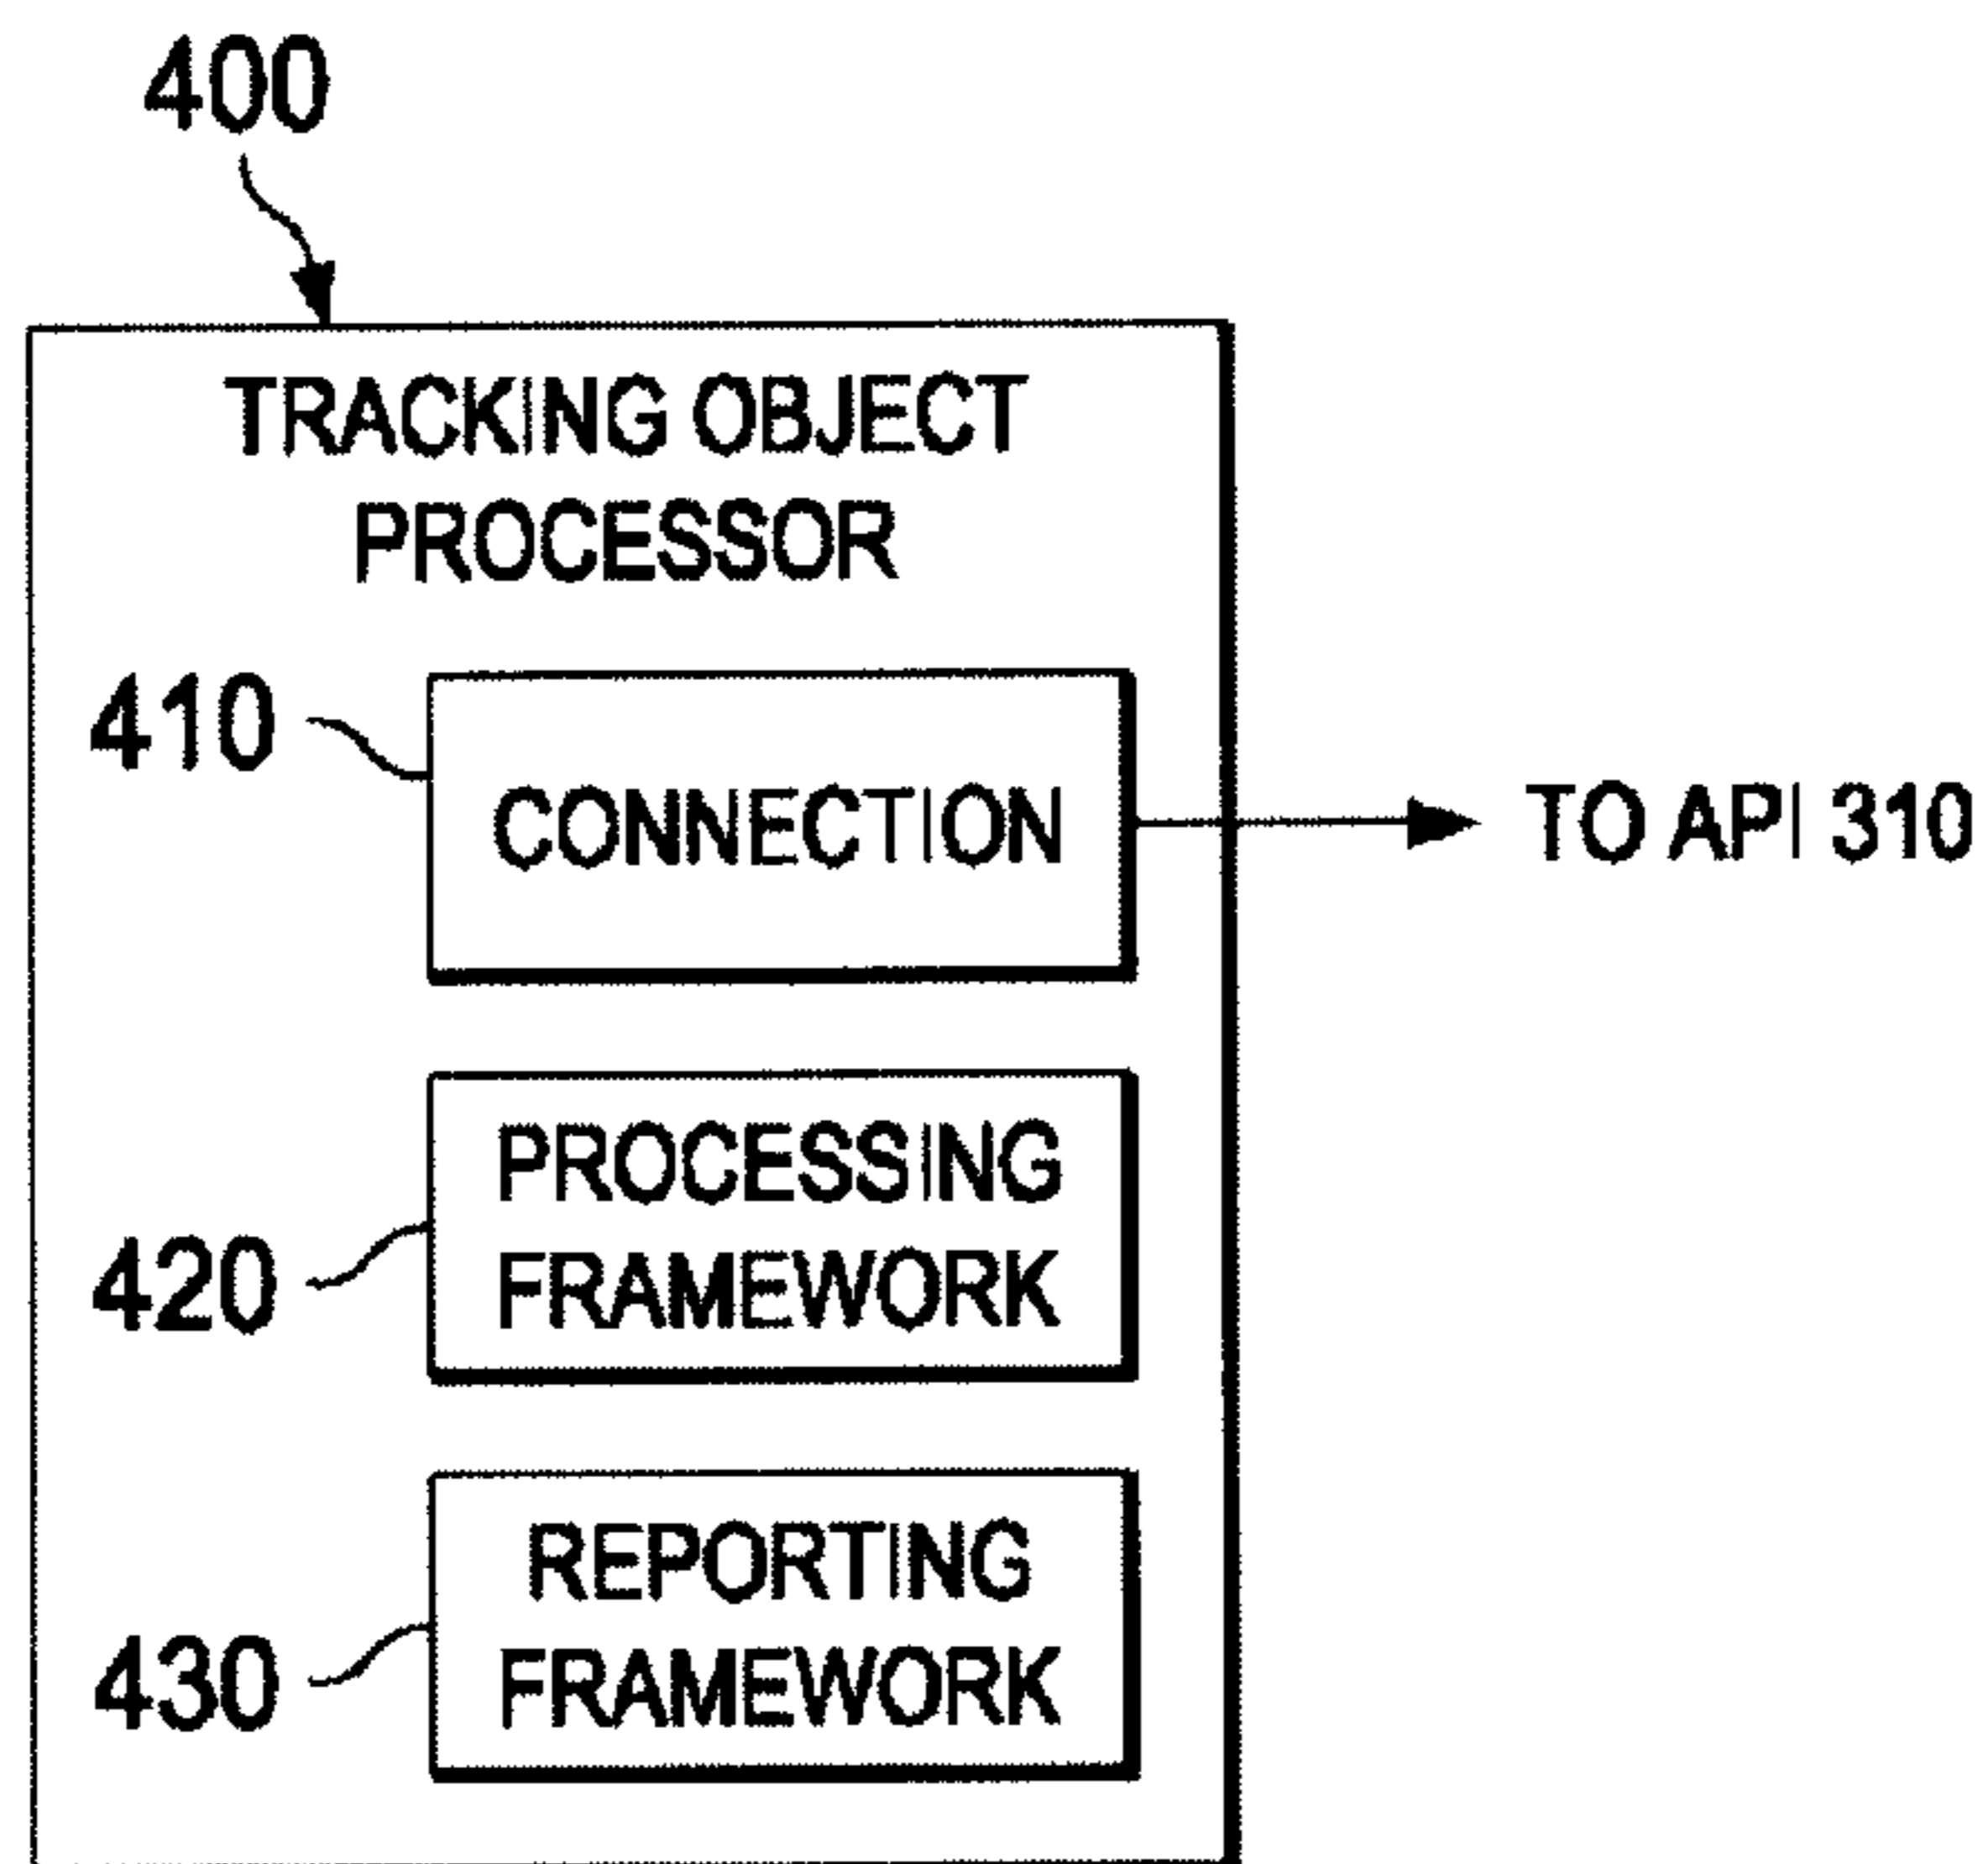 400
TRACKING OBJECT
PROCESSOR
410
CONNECTION
TO API 310
PROCESSING
FRAMEWORK
420
REPORTING
FRAMEWORK
430